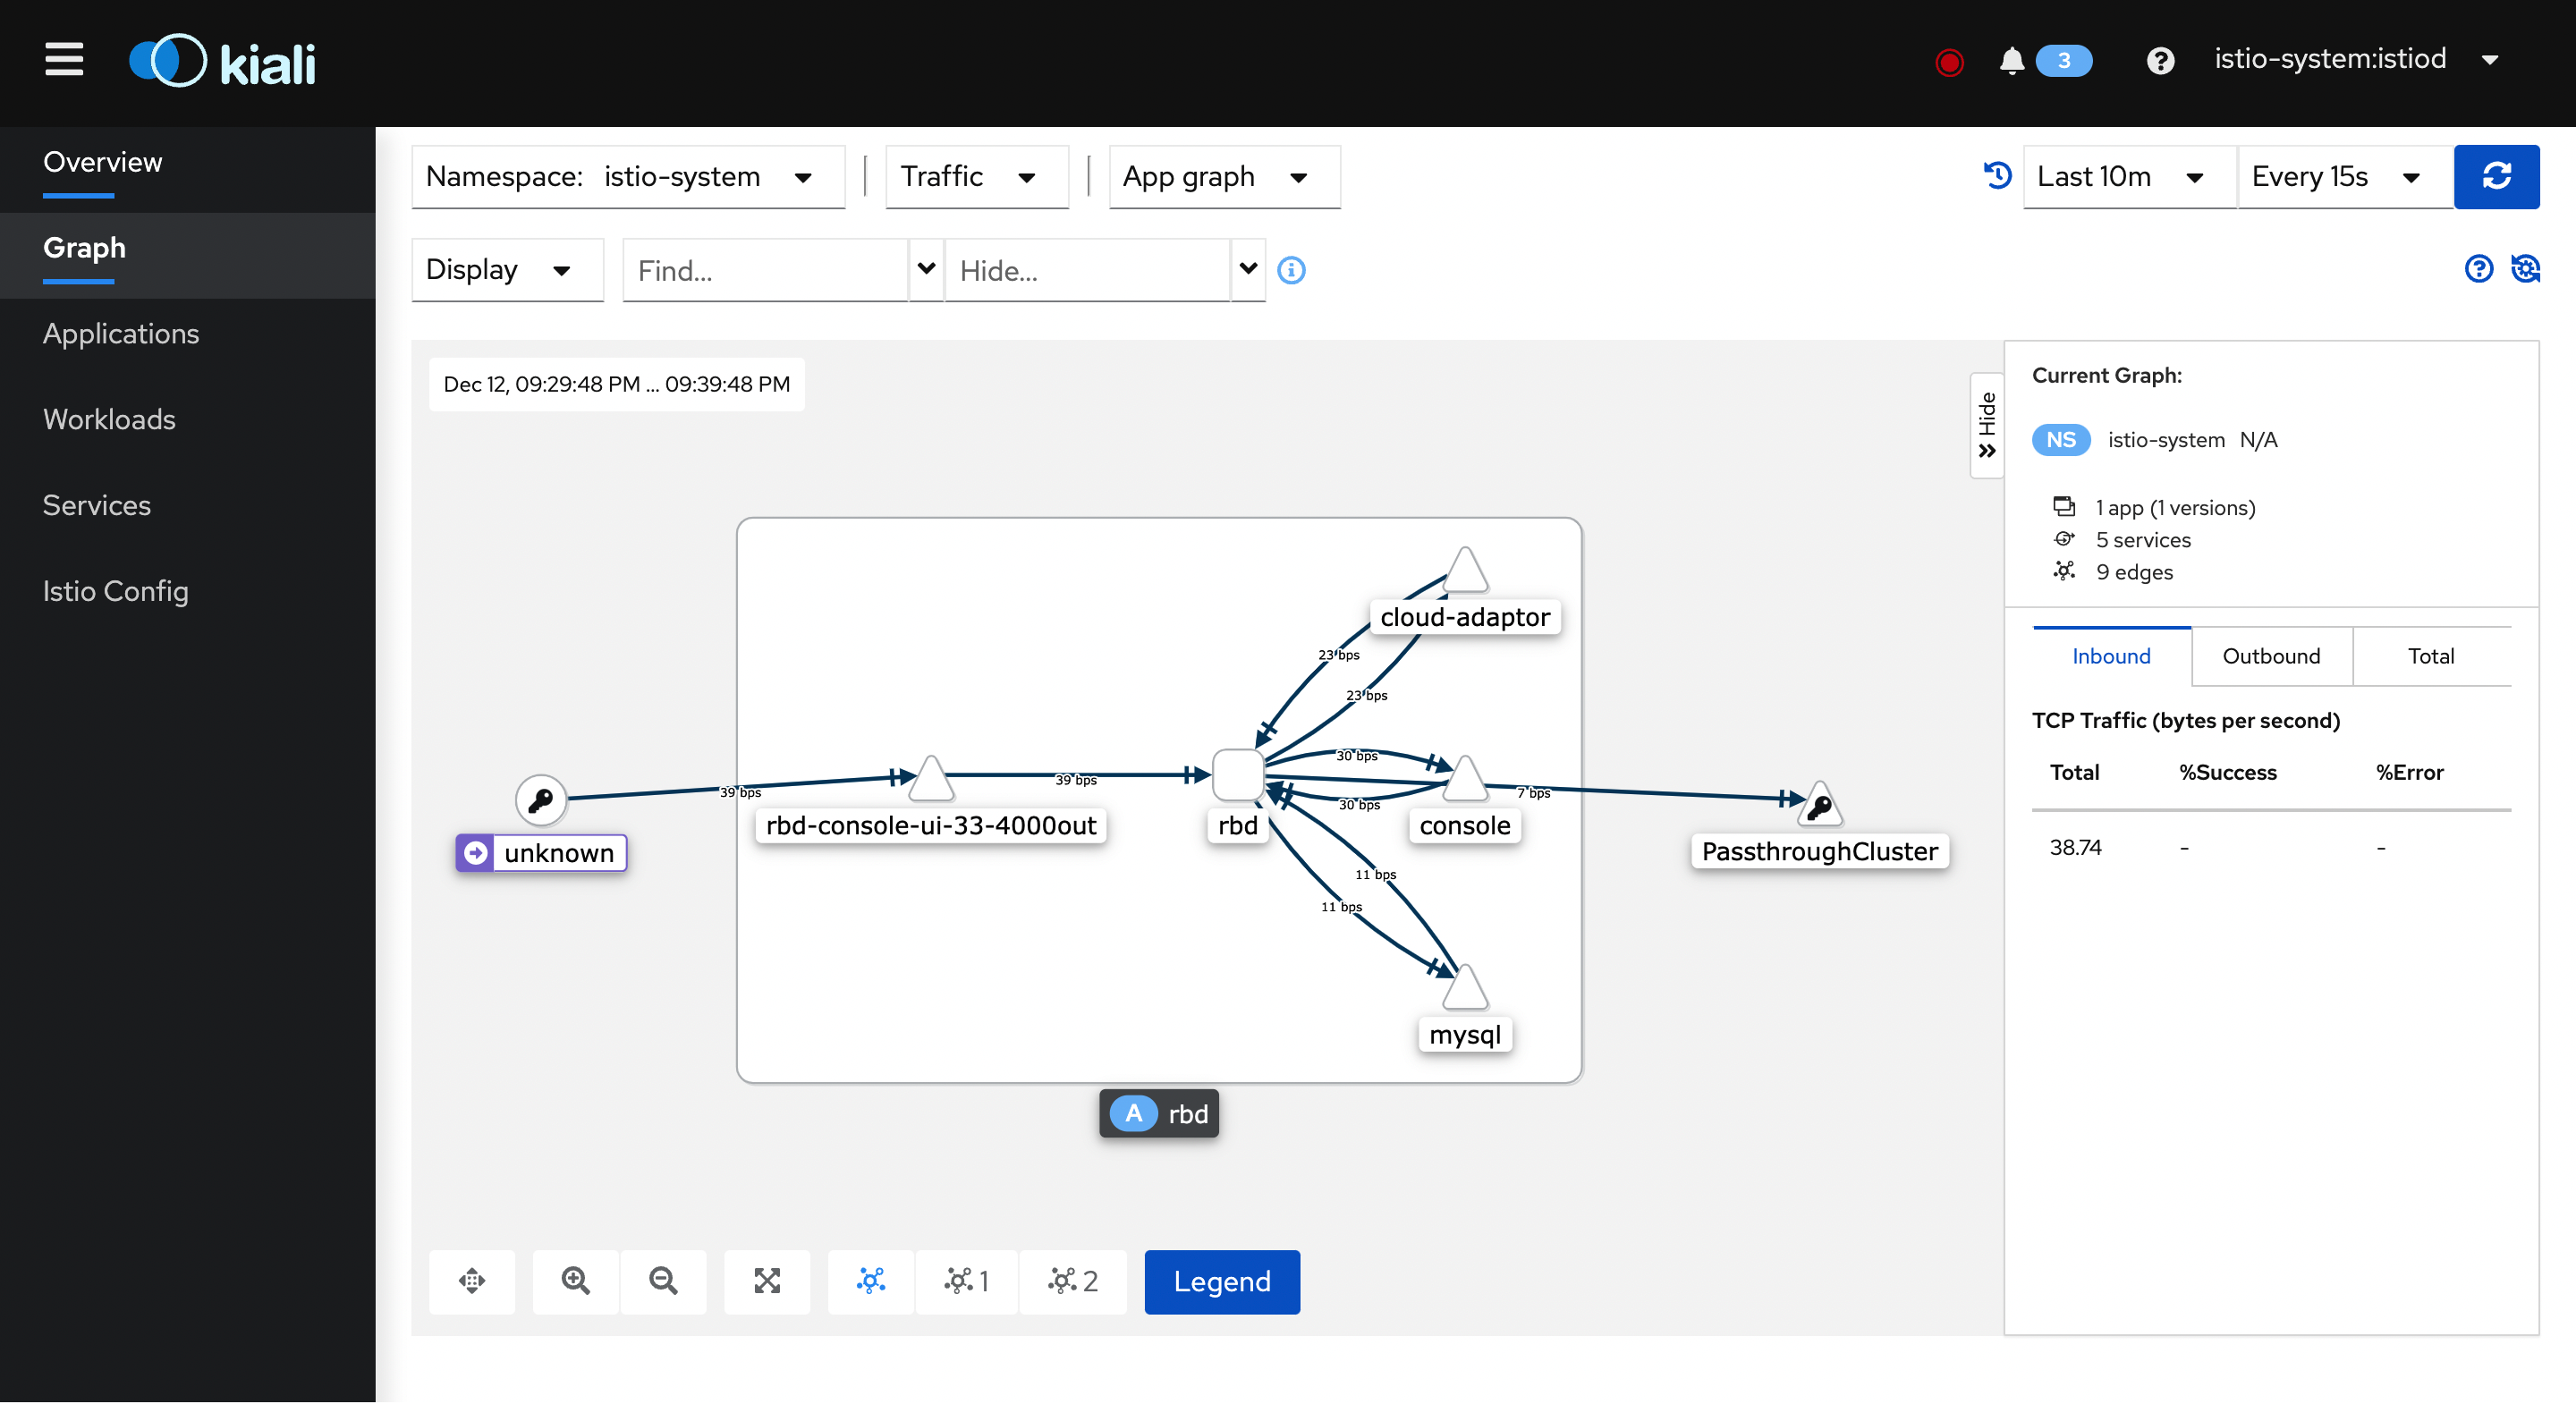 kiali
3
istio-system:istiod
Overview
Graph
Applications
Workloads
Services
Istio Config
Namespace: istio-system
Traffic
App graph
Last 10m
Every 15s
Display
Find...
Hide...
Dec 12, 09:29:48 PM ... 09:39:48 PM
Hide
cloud-adaptor
23 bps
23 bps
30 bps
39 bps
39 bps
7 bps
30 bps
rbd-console-ui-33-4000out
rbd
console
unknown
PassthroughCluster
11 bps
11 bps
mysql
A rbd
1
2
Legend
Current Graph:
NS istio-system N/A
1 app (1 versions)
5 services
9 edges
Inbound
Outbound
Total
TCP Traffic (bytes per second)
Total %Success %Error
38.74 - -